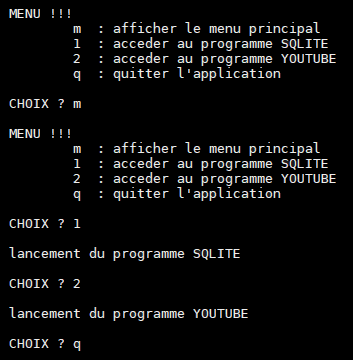 MENU !!!
m : afficher le menu principal
1 : acceder au programme SQLITE
2 : acceder au programme YOUTUBE
q : quitter l'application
CHOIX ? m
MENU !!!
m : afficher le menu principal
1 : acceder au programme SQLITE
2 : acceder au programme YOUTUBE
q : quitter l'application
CHOIX ? 1
lancement du programme SQLITE
CHOIX ? 2
lancement du programme YOUTUBE
CHOIX ? q